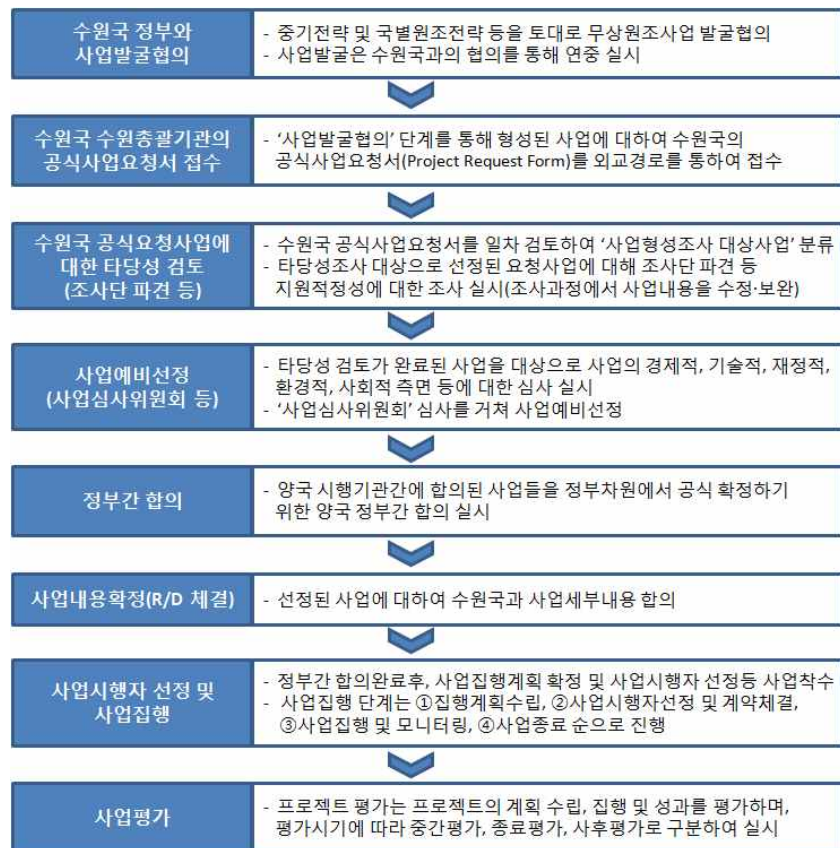 수원국 정부와
사업발굴협의
- 중기전략 및 국별원조전략 등을 토대로 무상원조사업 발굴협의
- 사업발굴은 수원국과의 협의를 통해 연중 실시
수원국 수원총괄기관의
공식사업요청서 접수
- ‘사업발굴협의’ 단계를 통해 형성된 사업에 대하여 수원국의
공식사업요청서(Project Request Form)를 외교경로를 통하여 접수
수원국 공식요청사업에
대한 타당성 검토
(조사단 파견 등)
- 수원국 공식사업요청서를 일차 검토하여 ‘사업형성조사 대상사업’ 분류
- 타당성조사 대상으로 선정된 요청사업에 대해 조사단 파견 등
지원적정성에 대한 조사 실시(조사과정에서 사업내용을 수정·보완)
사업예비선정
(사업심사위원회 등)
- 타당성 검토가 완료된 사업을 대상으로 사업의 경제적, 기술적, 재정적,
환경적, 사회적 측면 등에 대한 심사 실시
- ‘사업심사위원회’ 심사를 거쳐 사업예비선정
정부간 합의
- 양국 시행기관간에 합의된 사업들을 정부차원에서 공식 확정하기
위한 양국 정부간 합의 실시
사업내용확정(R/D 체결)
- 선정된 사업에 대하여 수원국과 사업세부내용 합의
사업시행자 선정 및
사업집행
- 정부간 합의완료후, 사업집행계획 확정 및 사업시행자 선정등 사업착수
- 사업집행 단계는 ①집행계획수립, ②사업시행자선정 및 계약체결,
③사업집행 및 모니터링, ④사업종료 순으로 진행
사업평가
- 프로젝트 평가는 프로젝트의 계획 수립, 집행 및 성과를 평가하며,
평가시기에 따라 중간평가, 종료평가, 사후평가로 구분하여 실시